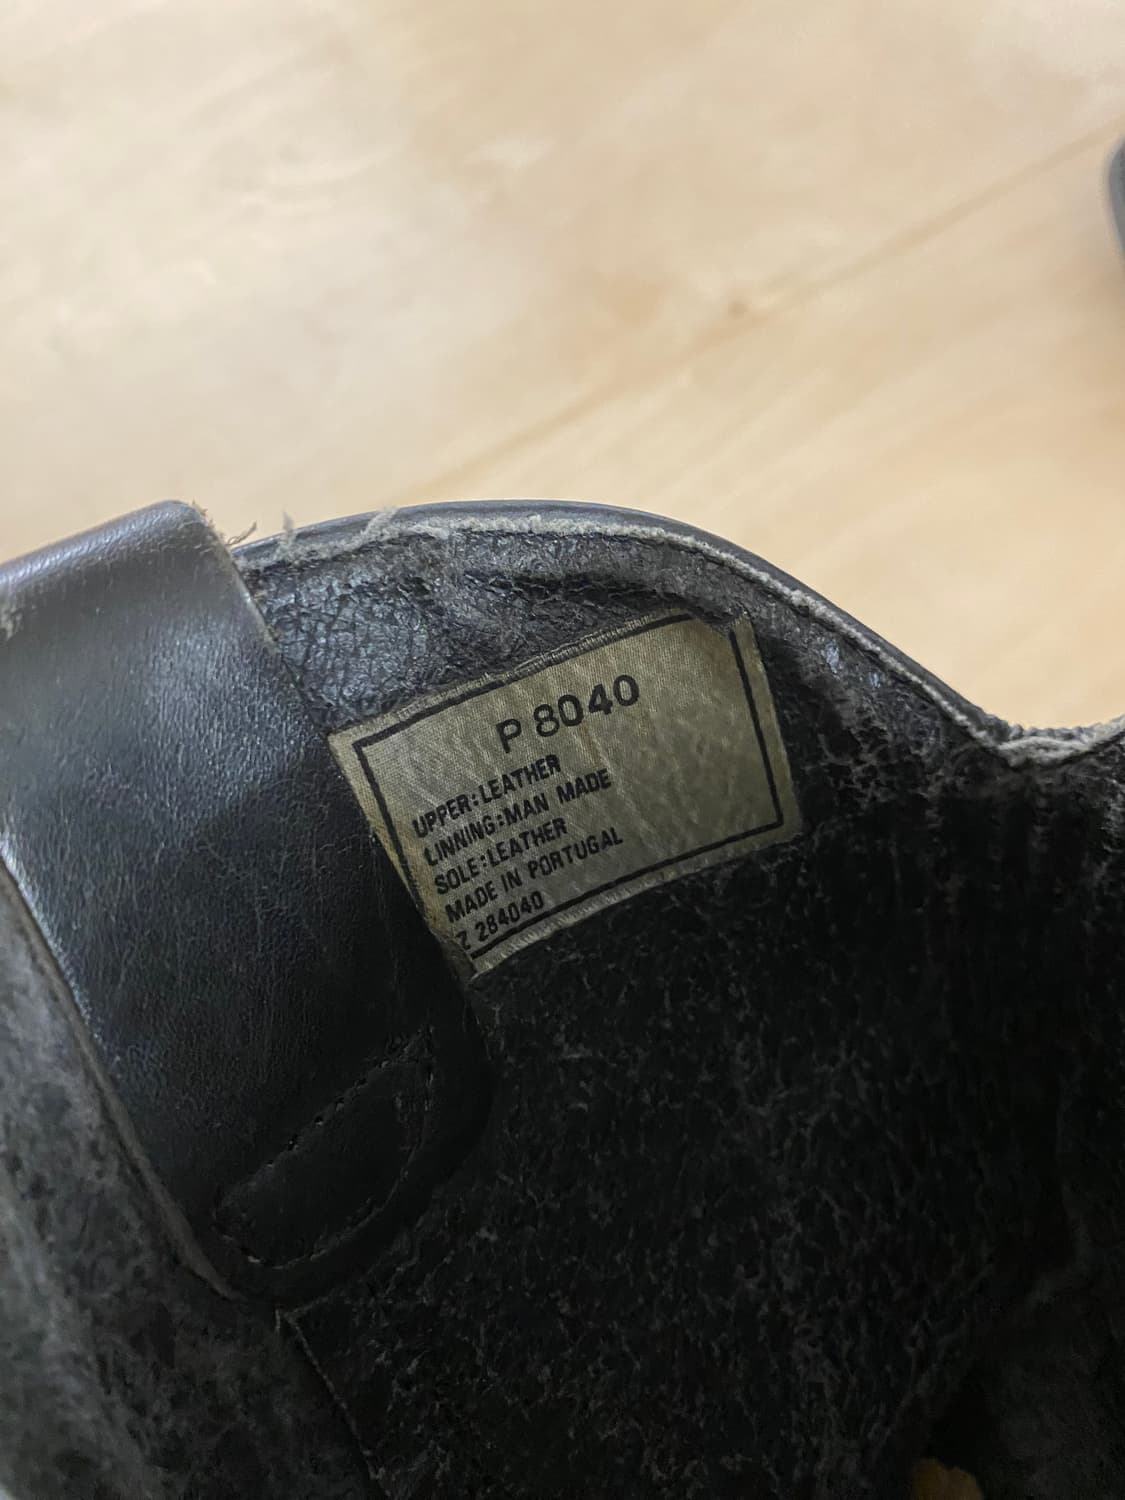 P 8040
UPPER:LEATHER
LINNING:MAN MADE
SOLE:LEATHER
MADE IN PORTUGAL
Z 284040